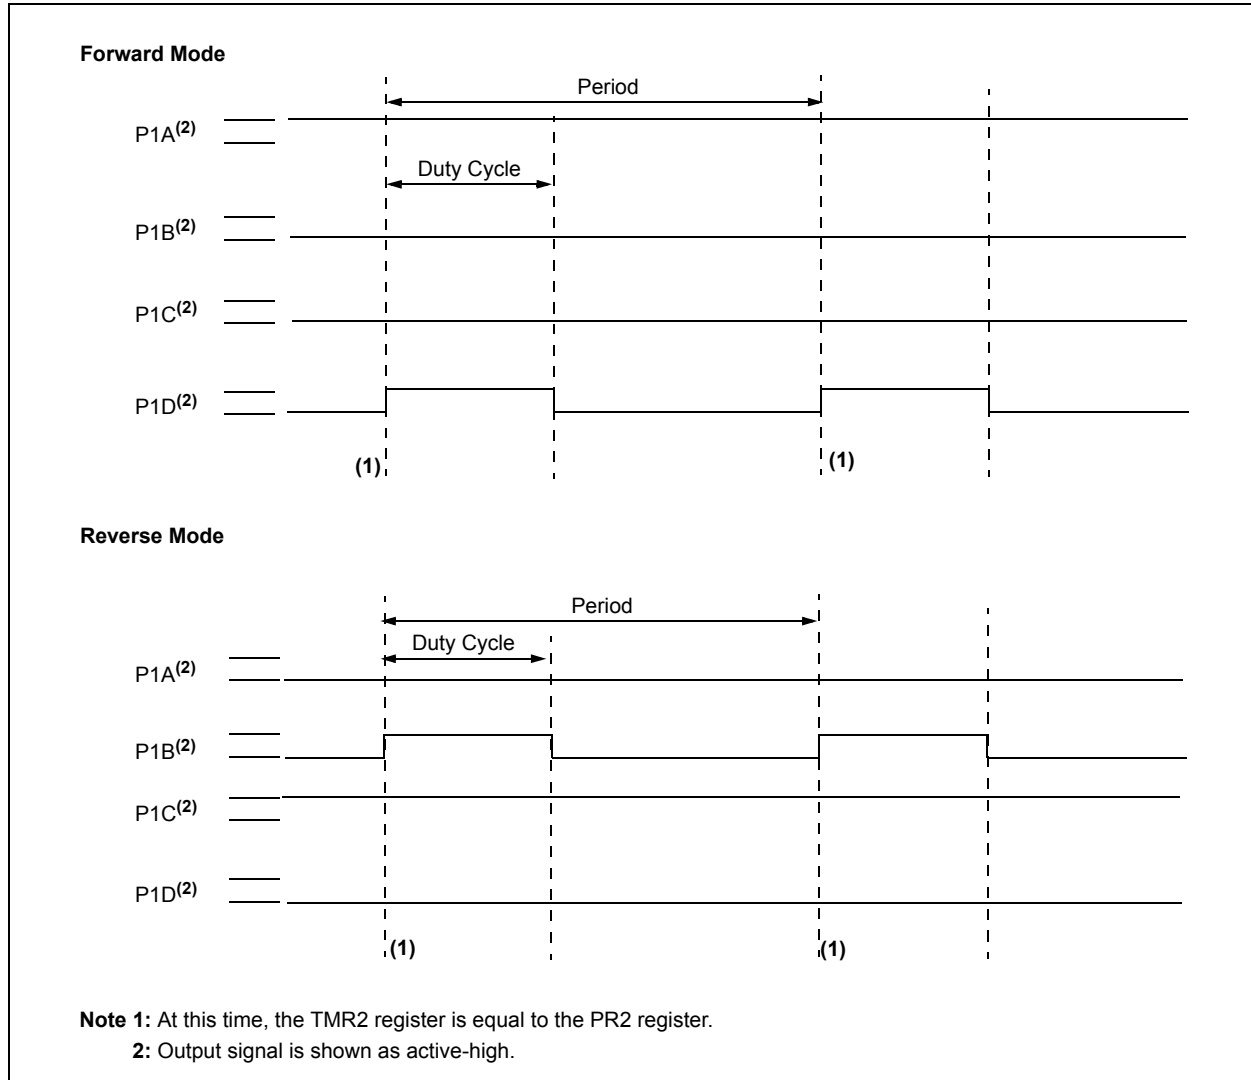 Forward Mode
Period
P1A(2)
Duty Cycle
P1B(2)
P1C(2)
P1D(2)
(1)
(1)
Reverse Mode
Period
Duty Cycle
P1A(2)
P1B(2)
P1C(2)
P1D(2)
(1)
(1)
Note 1: At this time, the TMR2 register is equal to the PR2 register.
2: Output signal is shown as active-high.